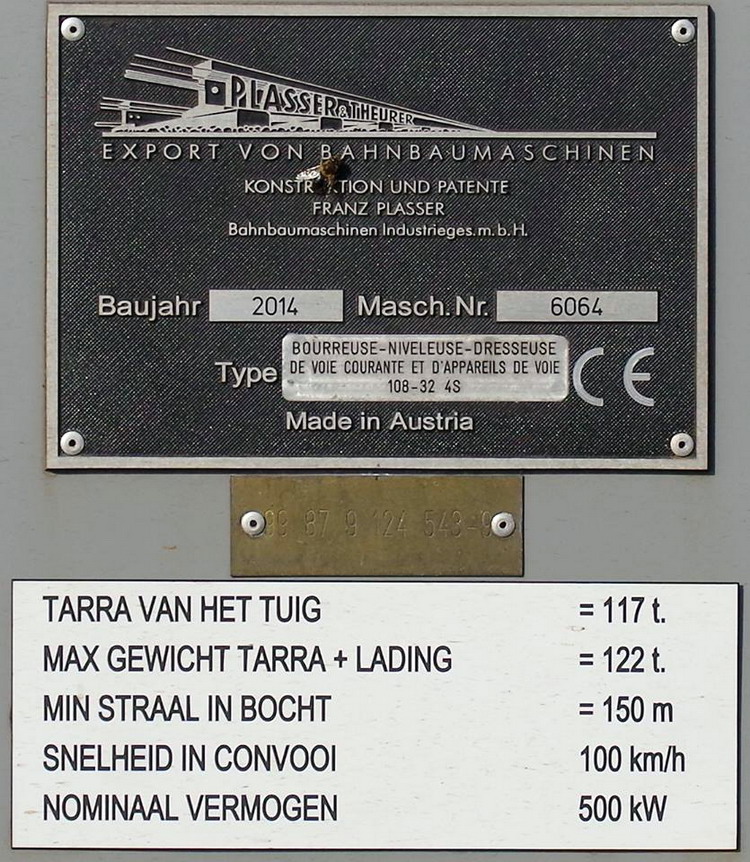 PLASSER & THEURER
EXPORT VON BAHNBAUMASCHINEN
UND PATENTE
FRANZ PLASSER
Bahnbaumaschinen Industrieges.m.b.H.
Baujahr 2014 Masch.Nr. 6064
Type BOURREUSE-NIVELEUSE-DRESSEUSE
DE VOIE COURANTE ET D'APPAREILS DE VOIE
108-32 4S
CE
Made in Austria
87 9 124 543-
TARRA VAN HET TUIG = 117 t.
MAX GEWICHT TARRA + LADING = 122 t.
MIN STRAAL IN BOCHT = 150 m
SNELHEID IN CONVOOI 100 km/h
NOMINAAL VERMOGEN 500 kW